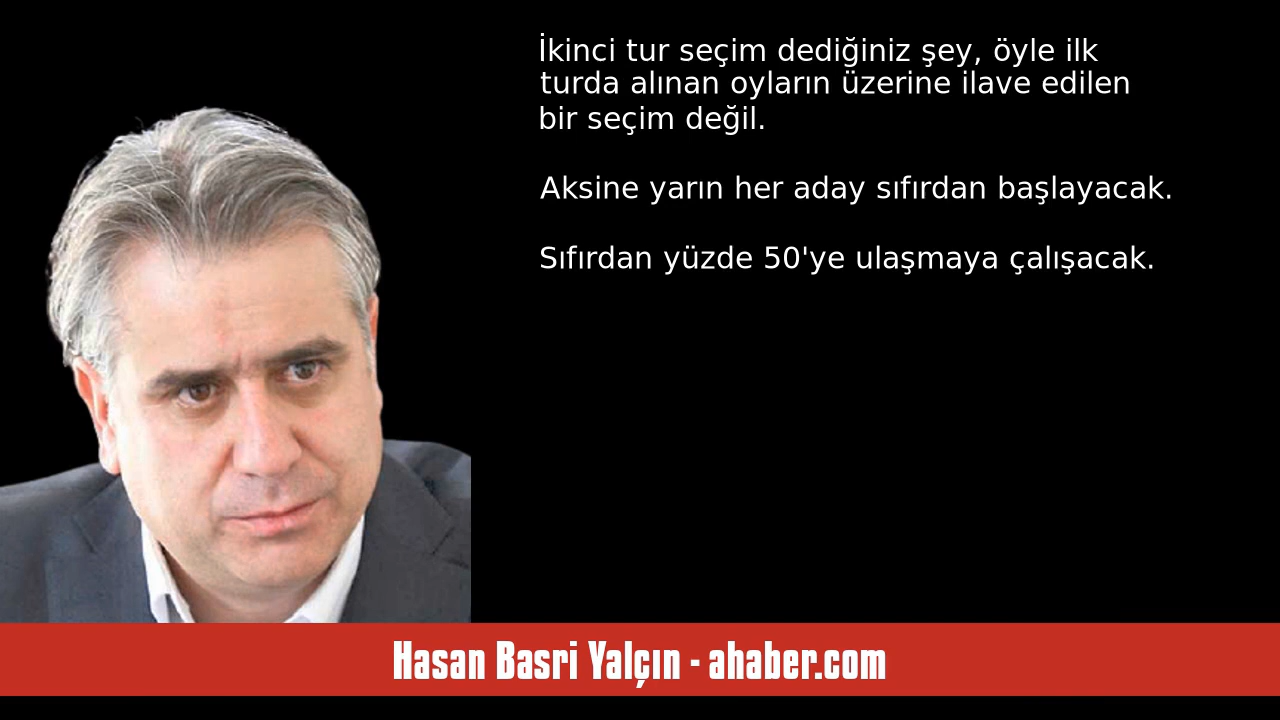 İkinci tur seçim dediğiniz şey, öyle ilk
turda alınan oyların üzerine ilave edilen
bir seçim değil.
Aksine yarın her aday sıfırdan başlayacak.
Sıfırdan yüzde 50'ye ulaşmaya çalışacak.
Hasan Basri Yalçın - ahaber.com